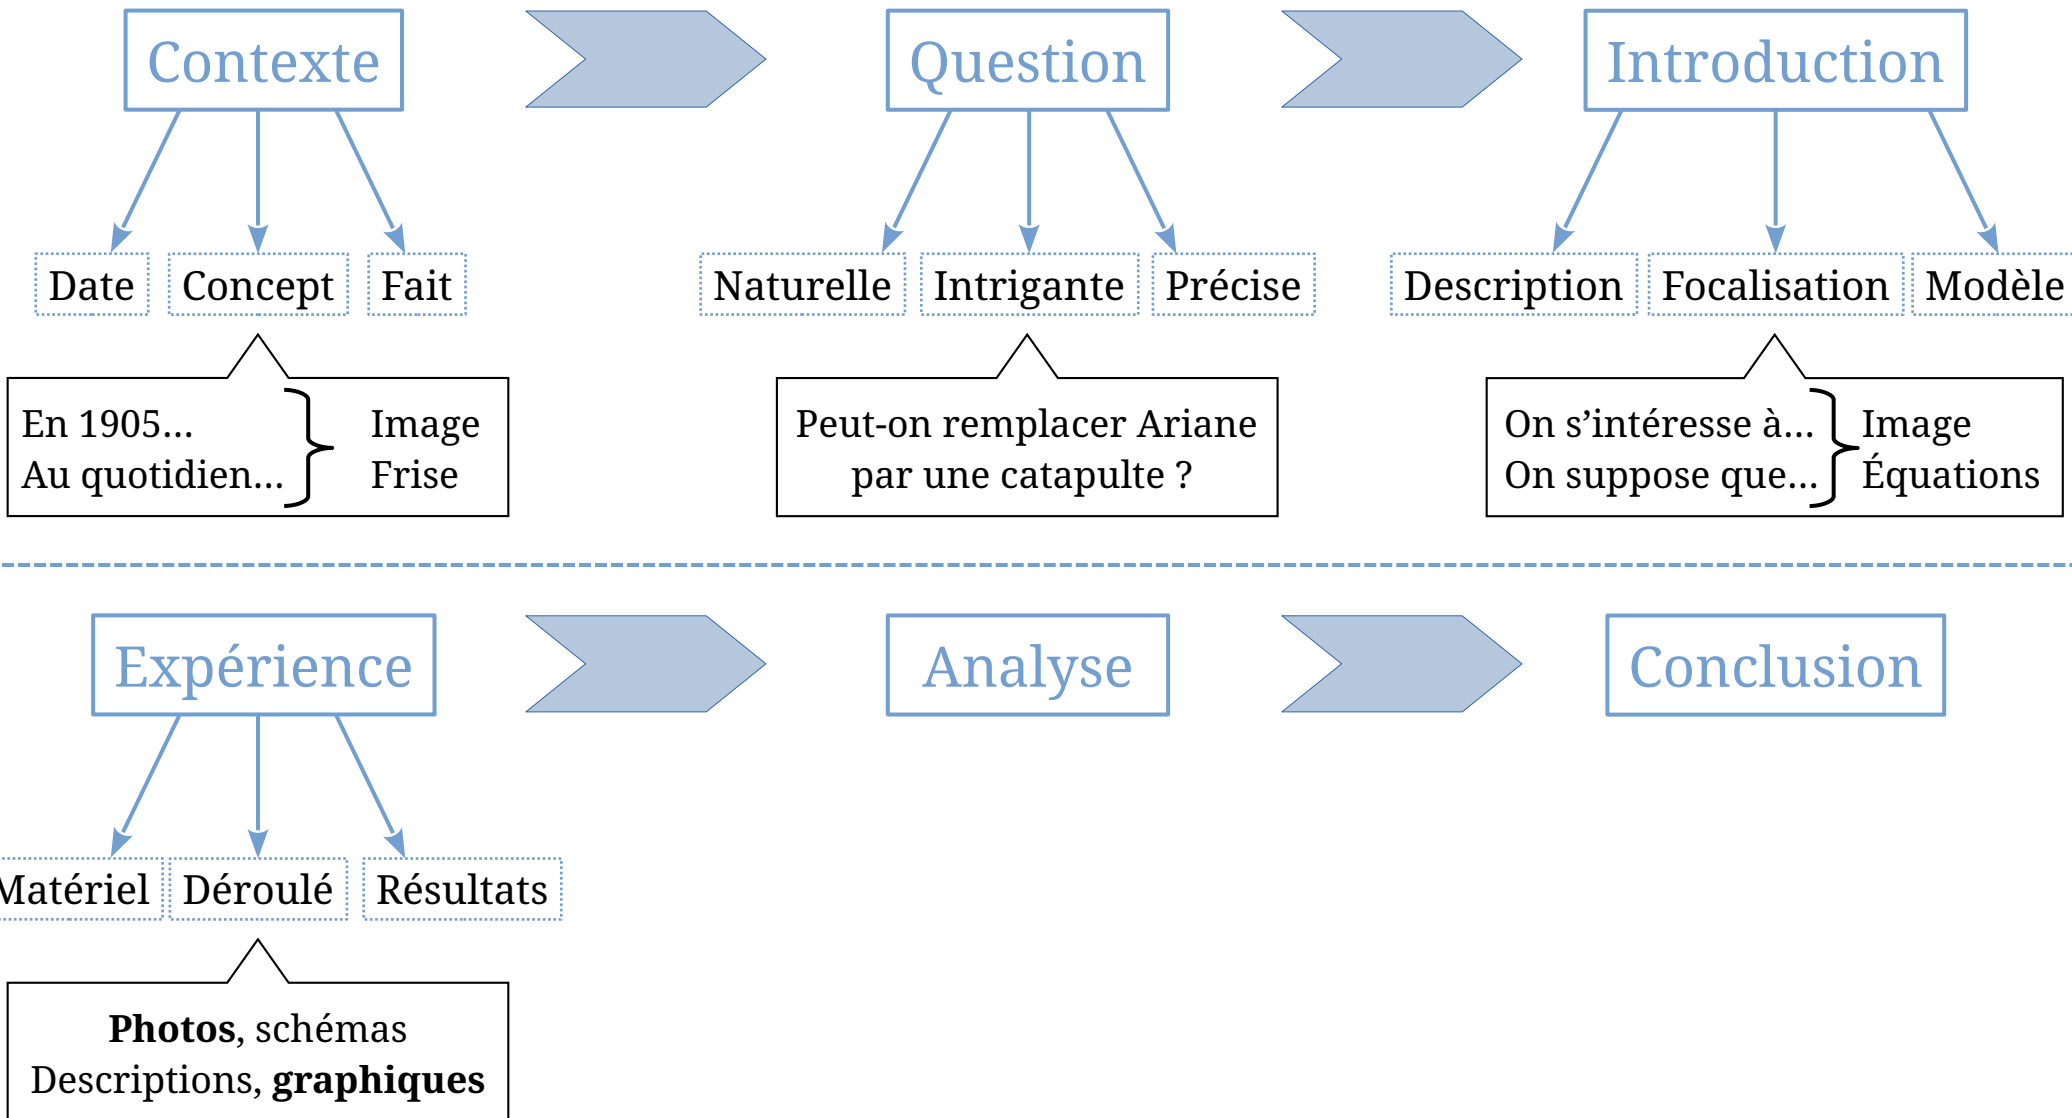 Contexte
Question
Introduction
Date
Concept
Fait
Naturelle
Intrigante
Précise
Description
Focalisation
Modèle
En 1905…
Au quotidien…
Image
Frise
Peut-on remplacer Ariane
par une catapulte ?
On s’intéresse à…
On suppose que…
Image
Équations
Expérience
Analyse
Conclusion
Matériel
Déroulé
Résultats
Photos, schémas
Descriptions, graphiques